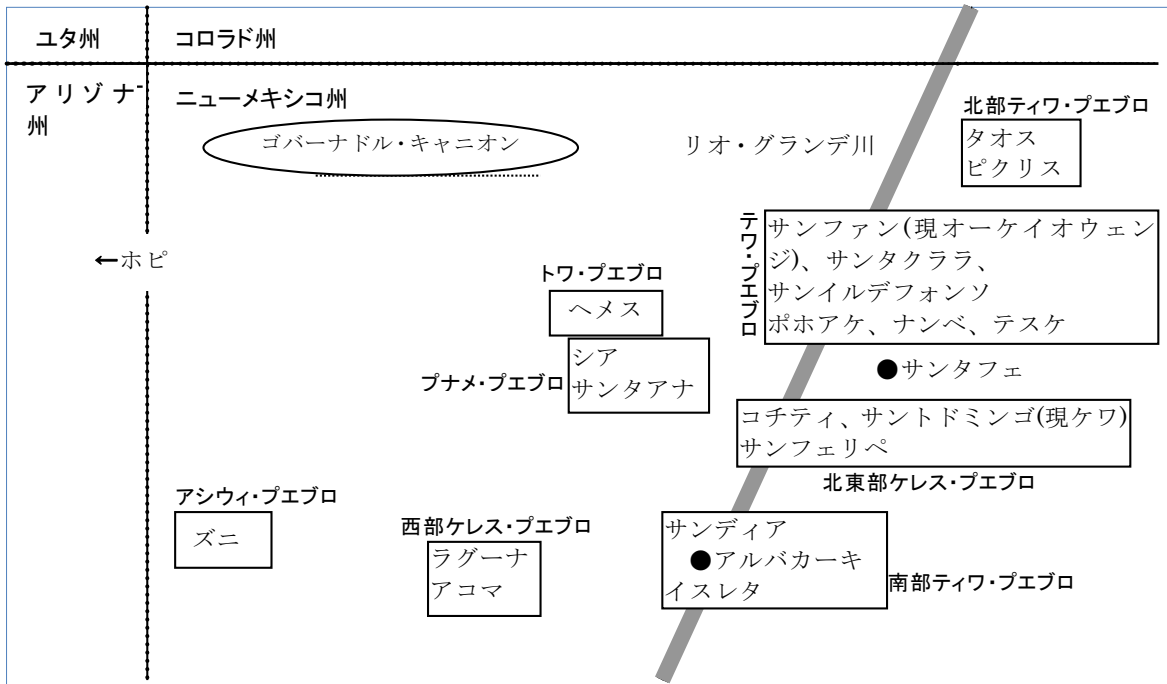 ユタ州
コロラド州
アリゾナ
州
ニューメキシコ州
ゴバーナドル・キャニオン
リオ・グランデ川
北部ティワ・プエブロ
タオス
ピクリス
←ホピ
テワ・プエブロ
サンファン(現オーケイオウェン
ジ)、サンタクララ、
サンイルデフォンソ
ポホアケ、ナンベ、テスケ
トワ・プエブロ
ヘメス
プナメ・プエブロ
シア
サンタアナ
●サンタフェ
コチティ、サントドミンゴ(現ケワ)
サンフェリペ
北東部ケレス・プエブロ
アシウィ・プエブロ
ズニ
西部ケレス・プエブロ
ラグーナ
アコマ
サンディア
●アルバカーキ
イスレタ
南部ティワ・プエブロ